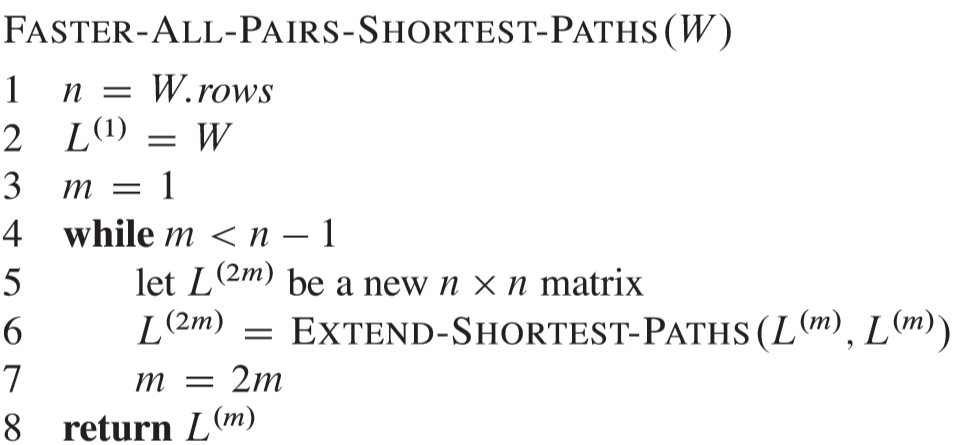 FASTER-ALL-PAIRS-SHORTEST-PATHS(W)
1 n = W.rows
2 L^(1) = W
3 m = 1
4 while m < n − 1
5 let L^(2m) be a new n × n matrix
6 L^(2m) = EXTEND-SHORTEST-PATHS(L^(m), L^(m))
7 m = 2m
8 return L^(m)